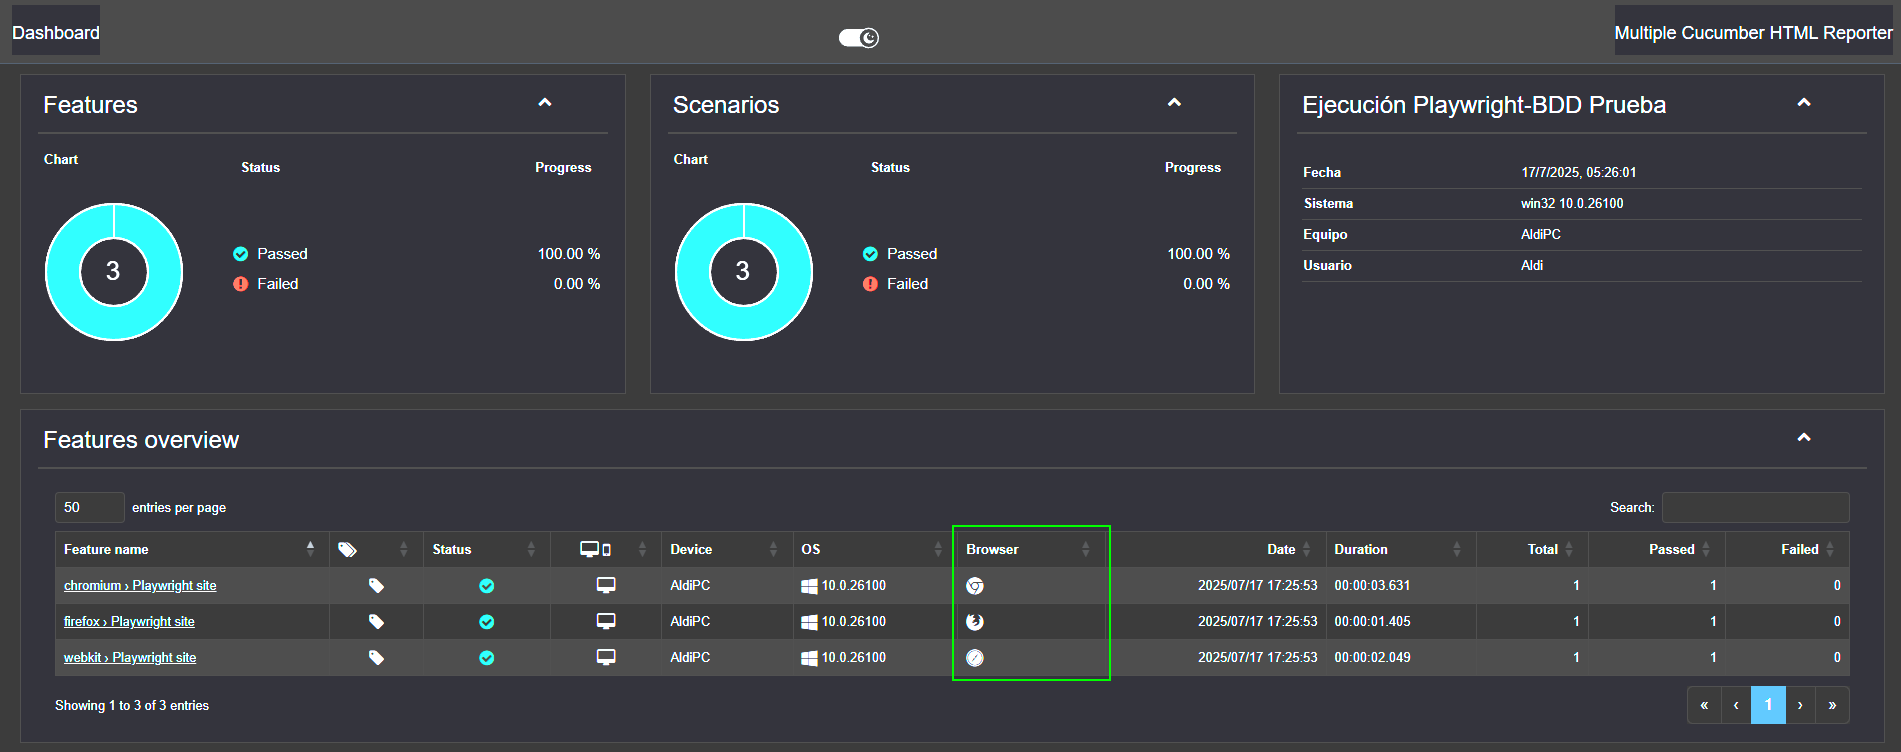 Dashboard
Multiple Cucumber HTML Reporter
Features
Chart
Status
Progress
3
Passed
100.00 %
Failed
0.00 %
Scenarios
Chart
Status
Progress
3
Passed
100.00 %
Failed
0.00 %
Ejecución Playwright-BDD Prueba
Fecha 17/7/2025, 05:26:01
Sistema win32 10.0.26100
Equipo AldiPC
Usuario Aldi
Features overview
50 entries per page
Search:
Feature name Status Device OS Browser Date Duration Total Passed Failed
chromium › Playwright site AldiPC 10.0.26100 2025/07/17 17:25:53 00:00:03.631 1 1 0
firefox › Playwright site AldiPC 10.0.26100 2025/07/17 17:25:53 00:00:01.405 1 1 0
webkit › Playwright site AldiPC 10.0.26100 2025/07/17 17:25:53 00:00:02.049 1 1 0
Showing 1 to 3 of 3 entries
« ‹ 1 › »